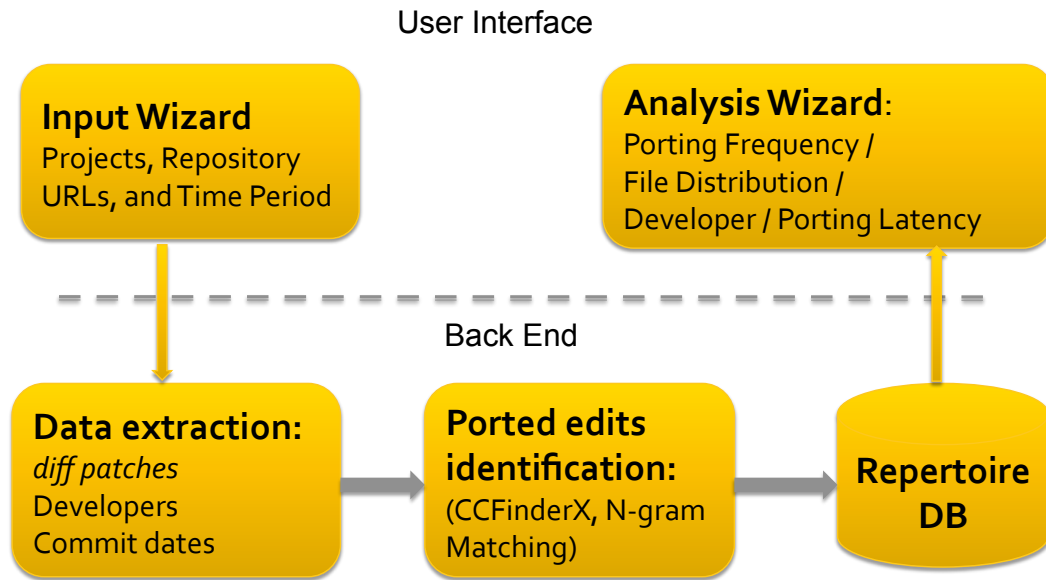 User Interface
Input Wizard
Projects, Repository
URLs, and Time Period
Analysis Wizard:
Porting Frequency /
File Distribution /
Developer / Porting Latency
Back End
Data extraction:
diff patches
Developers
Commit dates
Ported edits
identification:
(CCFinderX, N-gram
Matching)
Repertoire
DB